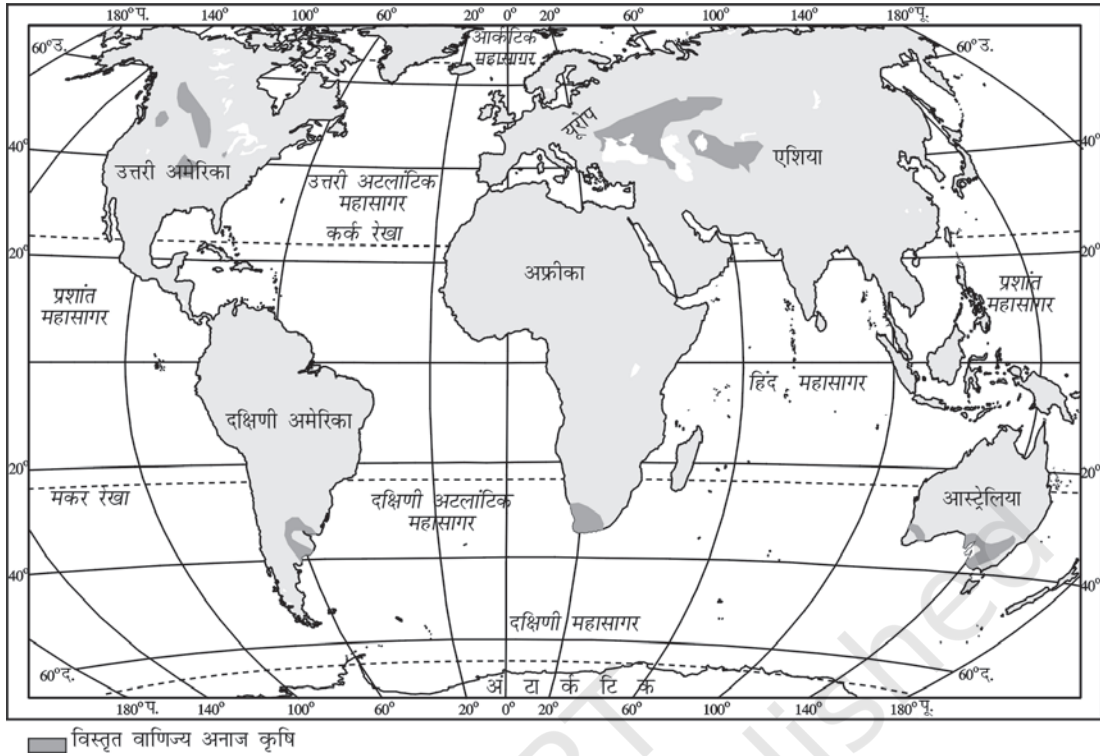 180° प. 140° 100° 60° 20° 0° 20° 60° 100° 140° 180° पू.
60° उ.
आर्कटिक
महासागर
60° उ.
यूरोप
40°
उत्तरी अमेरिका
एशिया
40°
उत्तरी अटलांटिक
महासागर
कर्क रेखा
20°
20°
अफ्रीका
प्रशांत
महासागर
प्रशांत
महासागर
हिंद महासागर
दक्षिणी अमेरिका
20°
20°
मकर रेखा
दक्षिणी अटलांटिक
महासागर
आस्ट्रेलिया
40°
40°
दक्षिणी महासागर
60° द.
60° द.
अं टा र्क टि क
180° प. 140° 100° 60° 20° 0° 20° 60° 100° 140° 180° पू.
विस्तृत वाणिज्य अनाज कृषि